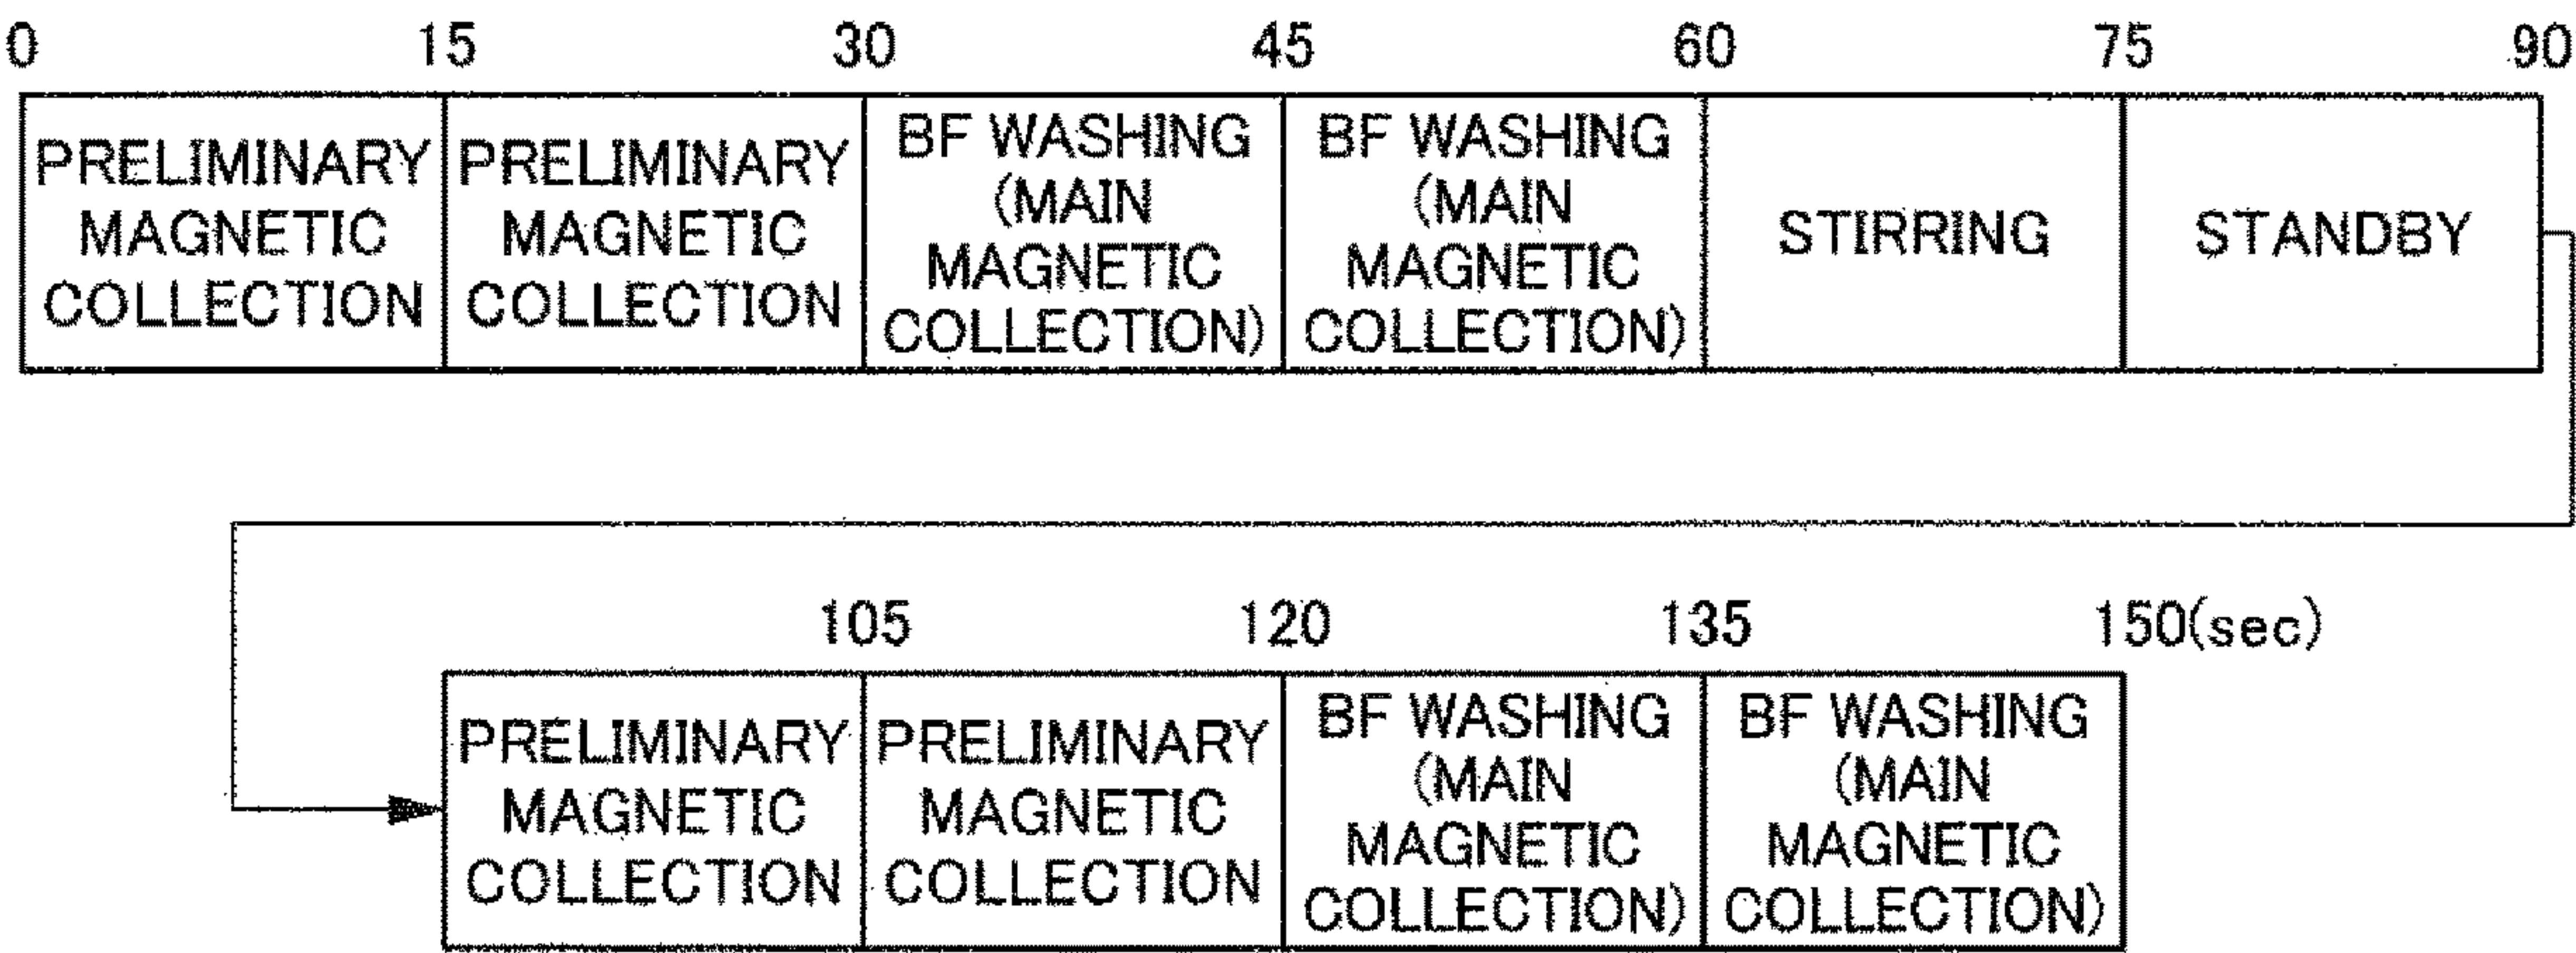 0 15 30 45 60 75 90
PRELIMINARY
MAGNETIC
COLLECTION
PRELIMINARY
MAGNETIC
COLLECTION
BF WASHING
(MAIN
MAGNETIC
COLLECTION)
BF WASHING
(MAIN
MAGNETIC
COLLECTION)
STIRRING
STANDBY
105 120 135 150(sec)
PRELIMINARY
MAGNETIC
COLLECTION
PRELIMINARY
MAGNETIC
COLLECTION
BF WASHING
(MAIN
MAGNETIC
COLLECTION)
BF WASHING
(MAIN
MAGNETIC
COLLECTION)